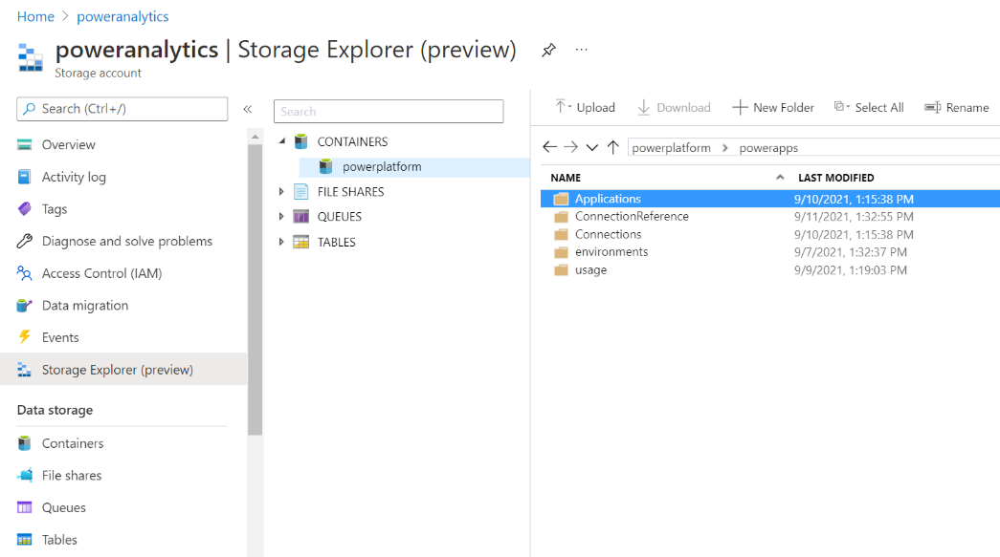 Home > poweranalytics
poweranalytics | Storage Explorer (preview) ...
Storage account
Search (Ctrl+/) «
Overview
Activity log
Tags
Diagnose and solve problems
Access Control (IAM)
Data migration
Events
Storage Explorer (preview)
Data storage
Containers
File shares
Queues
Tables
Search
CONTAINERS
powerplatform
FILE SHARES
QUEUES
TABLES
Upload Download New Folder Select All Rename
powerplatform > powerapps
NAME LAST MODIFIED
Applications 9/10/2021, 1:15:38 PM
ConnectionReference 9/11/2021, 1:32:55 PM
Connections 9/10/2021, 1:15:38 PM
environments 9/7/2021, 1:32:37 PM
usage 9/9/2021, 1:19:03 PM